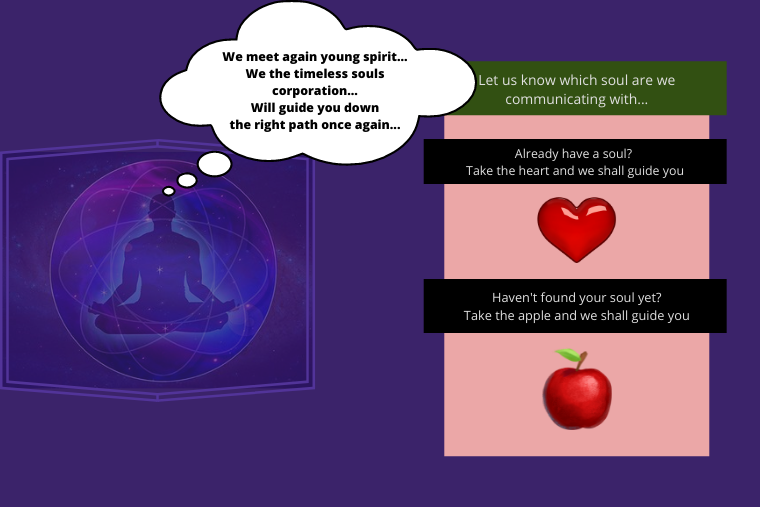 We meet again young spirit...
We the timeless souls
corporation...
Will guide you down
the right path once again...
Let us know which soul are we
communicating with...
Already have a soul?
Take the heart and we shall guide you
Haven't found your soul yet?
Take the apple and we shall guide you